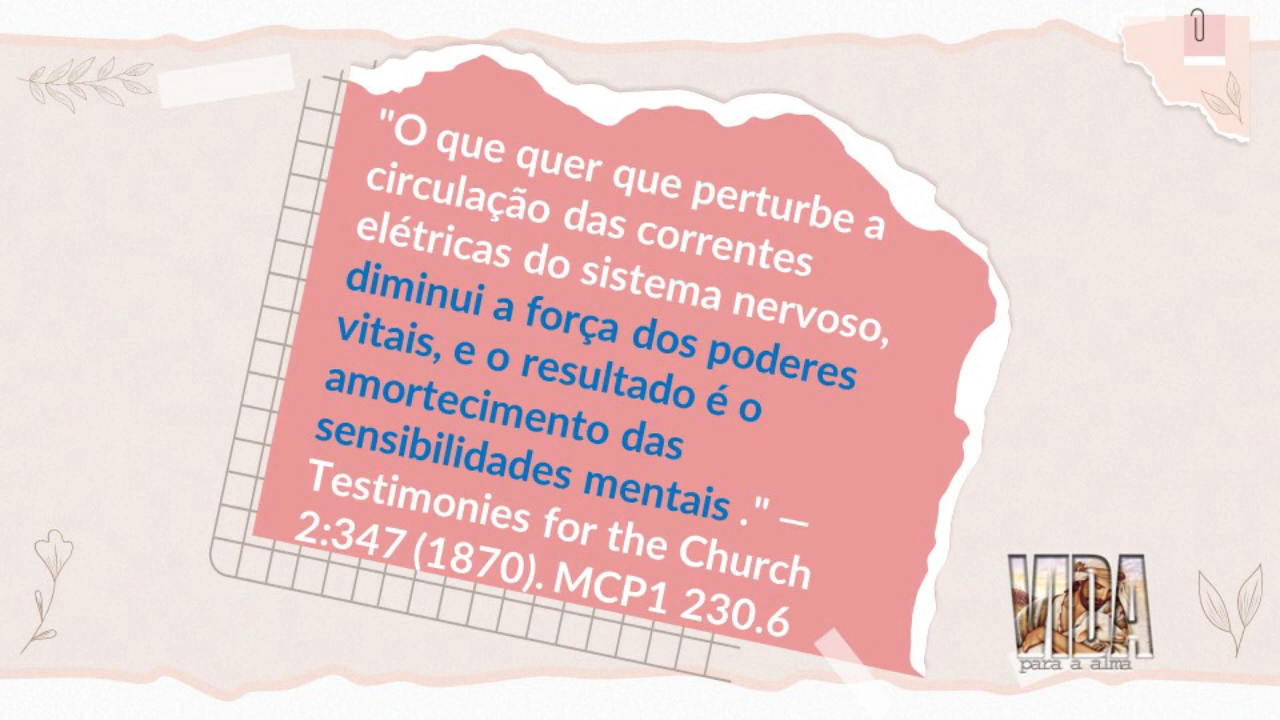 "O que quer que perturbe a
circulação das correntes
elétricas do sistema nervoso,
diminui a força dos poderes
vitais, e o resultado é o
amortecimento das
sensibilidades mentais ." —
Testimonies for the Church
2:347 (1870). MCP1 230.6
VIDA
para a alma